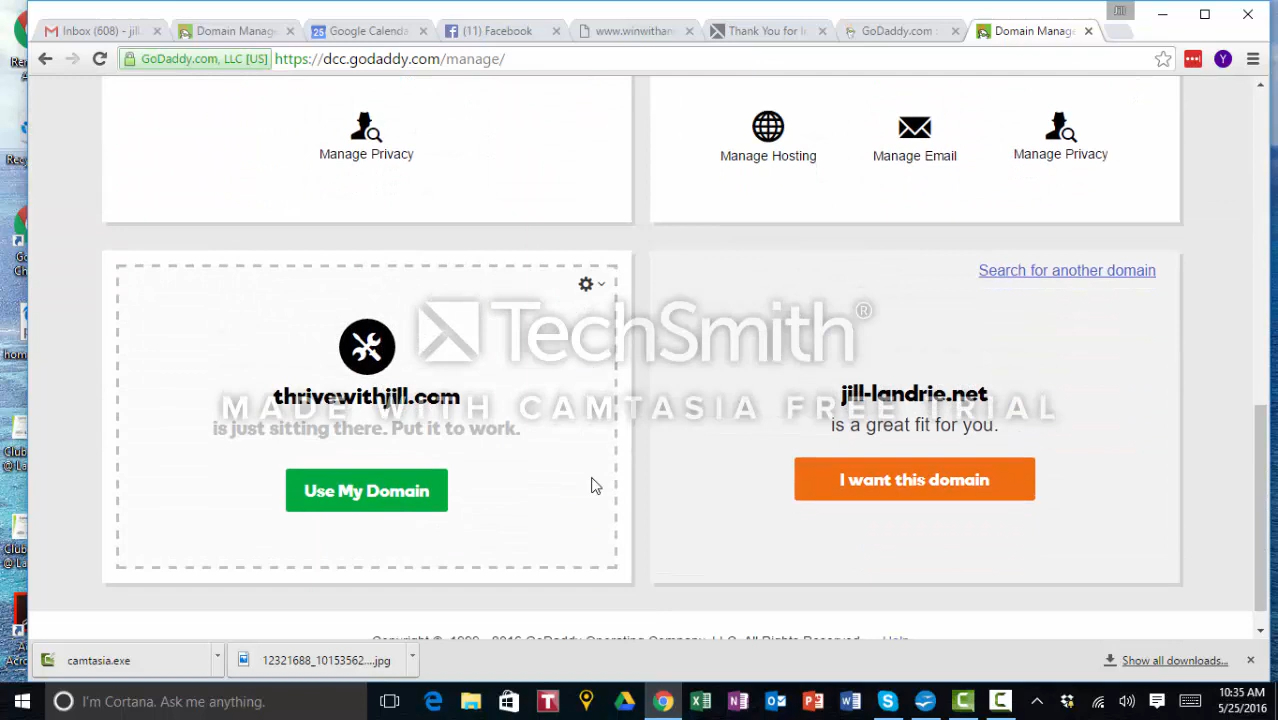 Jill
Inbox (608) - jill
Domain Manag
Google Calenda
(11) Facebook
www.winwithan
Thank You for I
GoDaddy.com
Domain Manag
GoDaddy.com, LLC [US]
https://dcc.godaddy.com/manage/
Y
Manage Privacy
Manage Hosting
Manage Email
Manage Privacy
Search for another domain
TechSmith®
MADE WITH CAMTASIA FREE TRIAL
thrivewithjill.com
is just sitting there. Put it to work.
Use My Domain
jill-landrie.net
is a great fit for you.
I want this domain
camtasia.exe
12321688_10153562....jpg
Show all downloads...
I'm Cortana. Ask me anything.
10:35 AM
5/25/2016